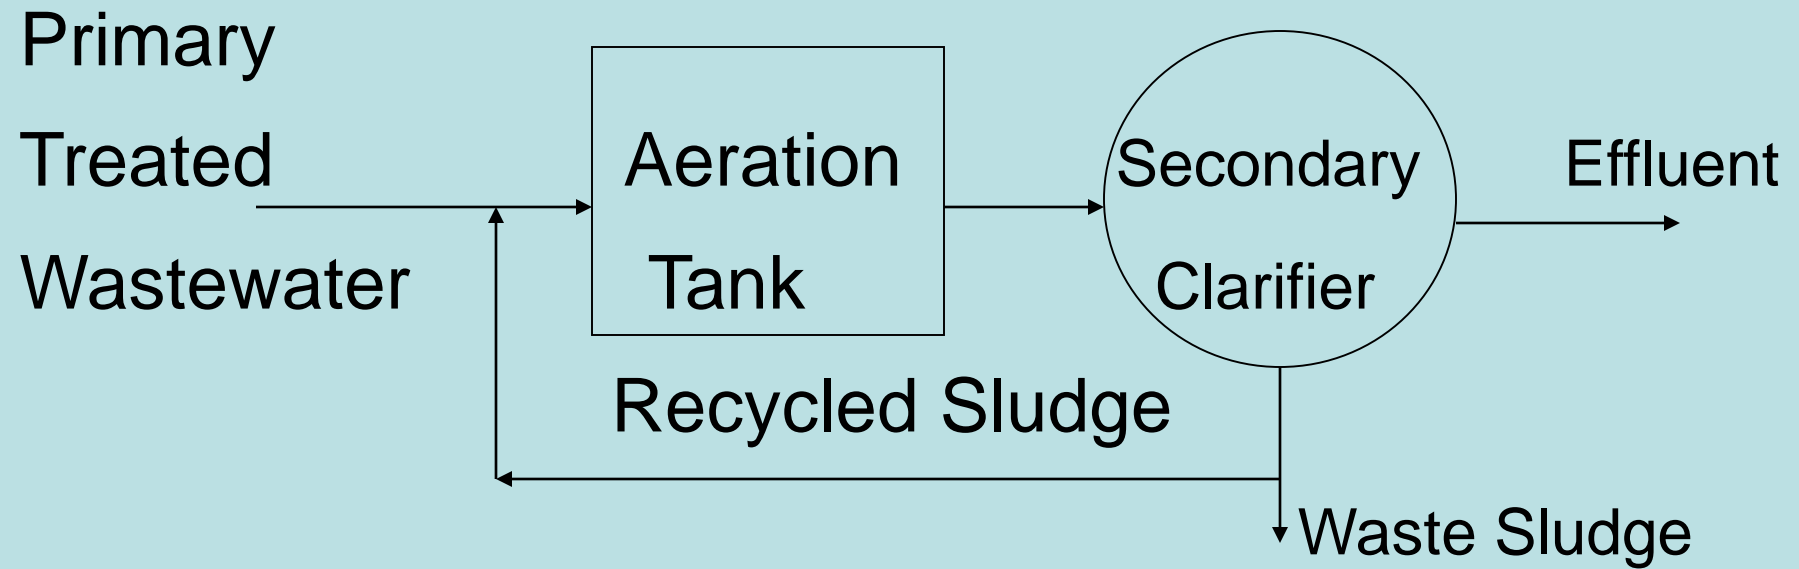 Primary
Treated
Wastewater
Aeration
Tank
Secondary
Clarifier
Effluent
Recycled Sludge
Waste Sludge